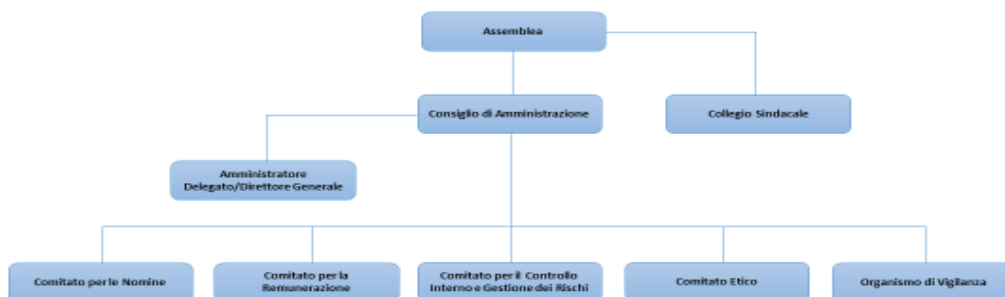 Assemblea
Consiglio di Amministrazione
Collegio Sindacale
Amministratore
Delegato/Direttore Generale
Comitato per le Nomine
Comitato per la
Remunerazione
Comitato per il Controllo
Interno e Gestione dei Rischi
Comitato Etico
Organismo di Vigilanza